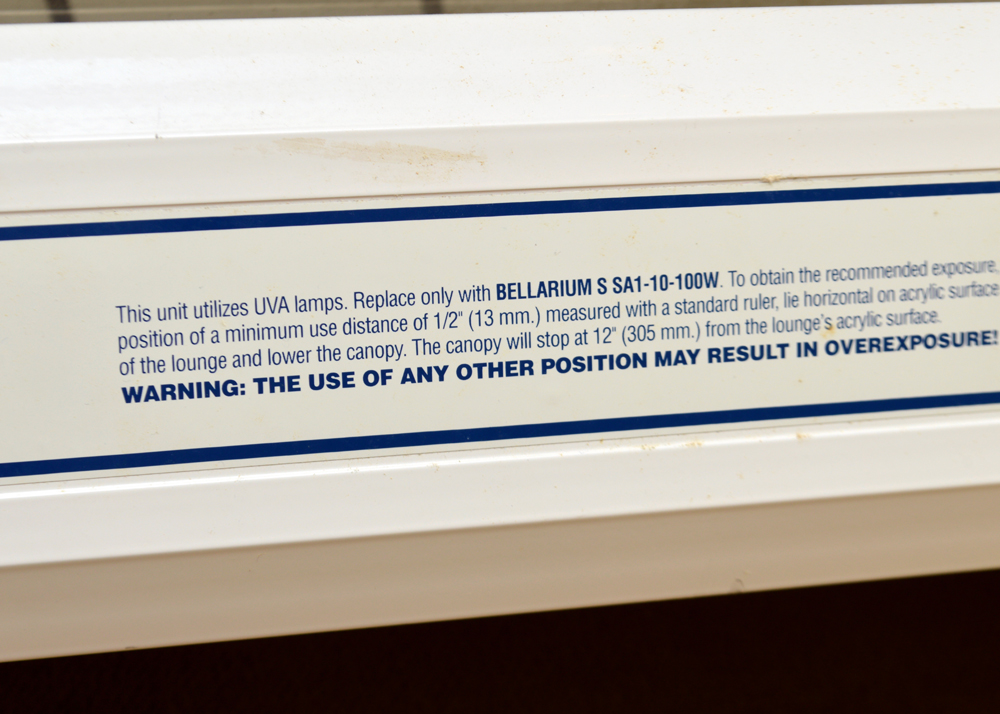 This unit utilizes UVA lamps. Replace only with BELLARIUM S SA1-10-100W. To obtain the recommended exposure,
position of a minimum use distance of 1/2" (13 mm.) measured with a standard ruler, lie horizontal on acrylic surface
of the lounge and lower the canopy. The canopy will stop at 12" (305 mm.) from the lounge's acrylic surface.
WARNING: THE USE OF ANY OTHER POSITION MAY RESULT IN OVEREXPOSURE!